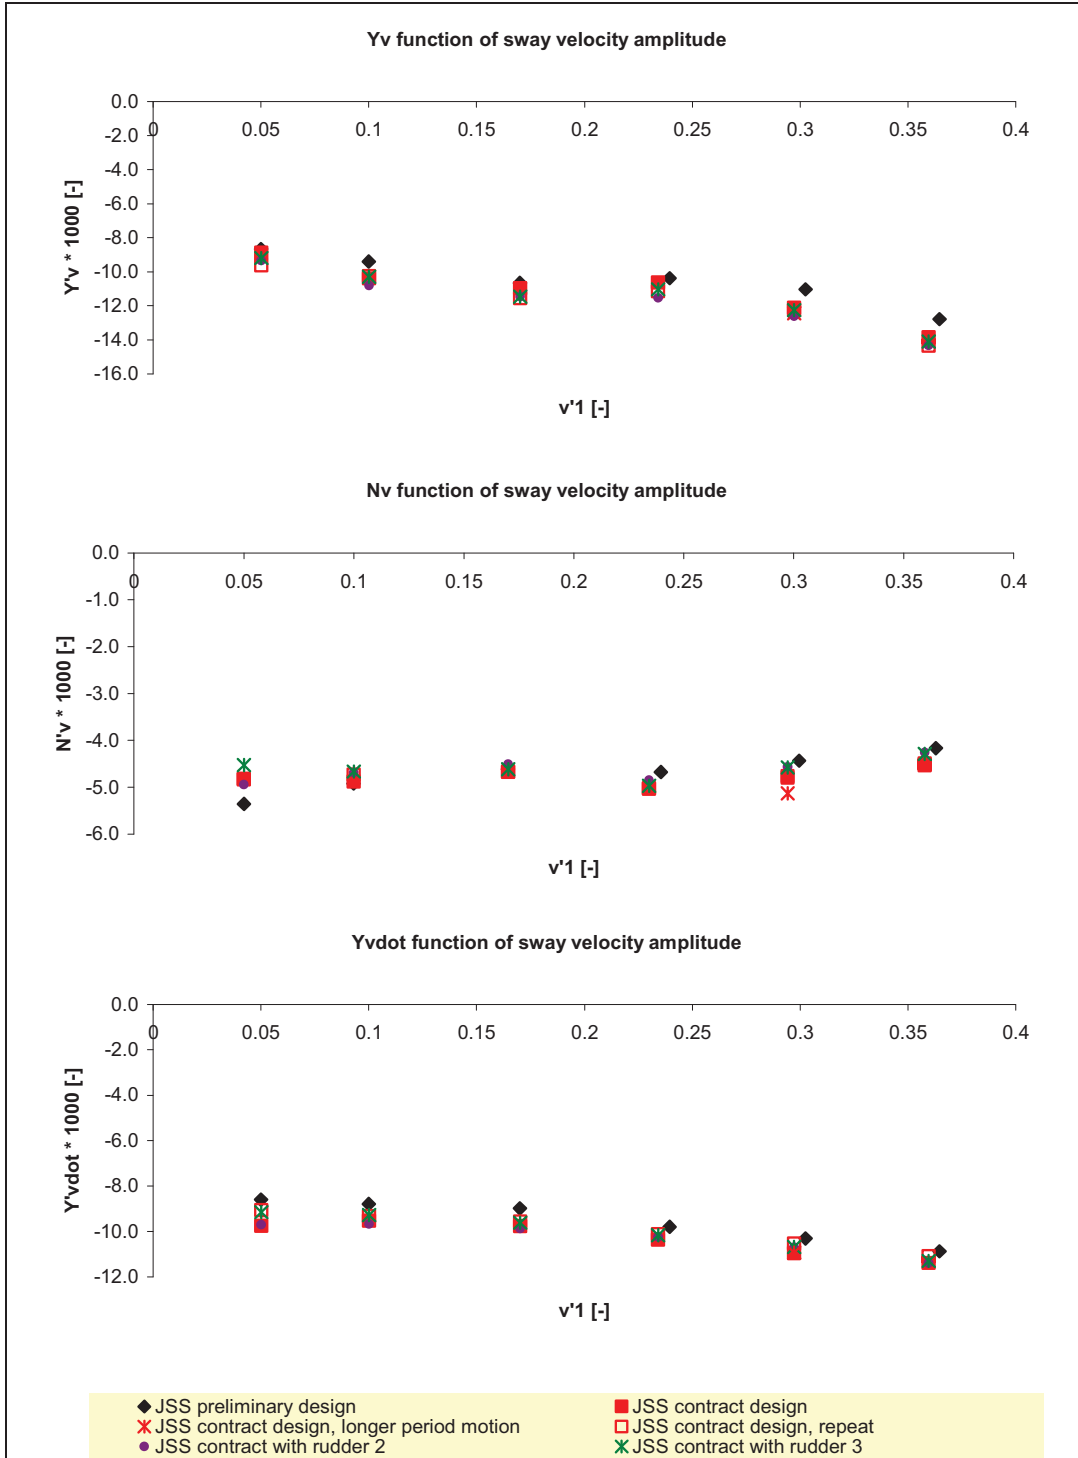 Yv function of sway velocity amplitude
0.0
0 0.05 0.1 0.15 0.2 0.25 0.3 0.35 0.4
-2.0
-4.0
-6.0
-8.0
-10.0
-12.0
-14.0
-16.0
Y'v * 1000 [-]
v'1 [-]
Nv function of sway velocity amplitude
0.0
0 0.05 0.1 0.15 0.2 0.25 0.3 0.35 0.4
-1.0
-2.0
-3.0
-4.0
-5.0
-6.0
N'v * 1000 [-]
v'1 [-]
Yvdot function of sway velocity amplitude
0.0
0 0.05 0.1 0.15 0.2 0.25 0.3 0.35 0.4
-2.0
-4.0
-6.0
-8.0
-10.0
-12.0
Y'vdot * 1000 [-]
v'1 [-]
JSS preliminary design JSS contract design
JSS contract design, longer period motion JSS contract design, repeat
JSS contract with rudder 2 JSS contract with rudder 3